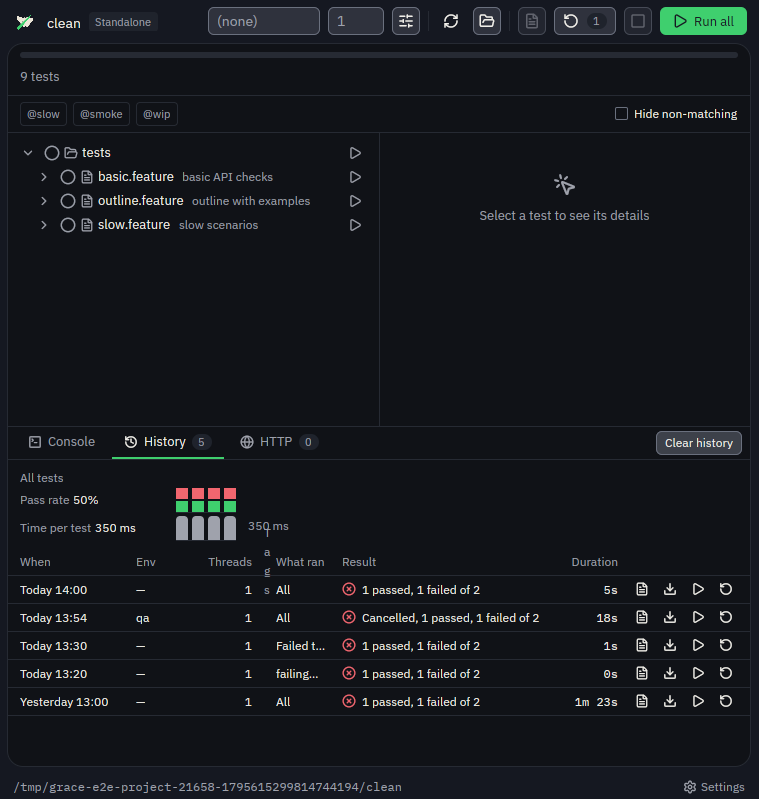 clean Standalone (none) 1 1 Run all
9 tests
@slow @smoke @wip Hide non-matching
tests
basic.feature basic API checks
outline.feature outline with examples
slow.feature slow scenarios
Select a test to see its details
Console History 5 HTTP 0 Clear history
All tests
Pass rate 50%
Time per test 350 ms 350 ms
When Env Threads Tags What ran Result Duration
Today 14:00 — 1 All 1 passed, 1 failed of 2 5s
Today 13:54 qa 1 All Cancelled, 1 passed, 1 failed of 2 18s
Today 13:30 — 1 Failed t... 1 passed, 1 failed of 2 1s
Today 13:20 — 1 failing... 1 passed, 1 failed of 2 0s
Yesterday 13:00 — 1 All 1 passed, 1 failed of 2 1m 23s
/tmp/grace-e2e-project-21658-1795615299814744194/clean Settings